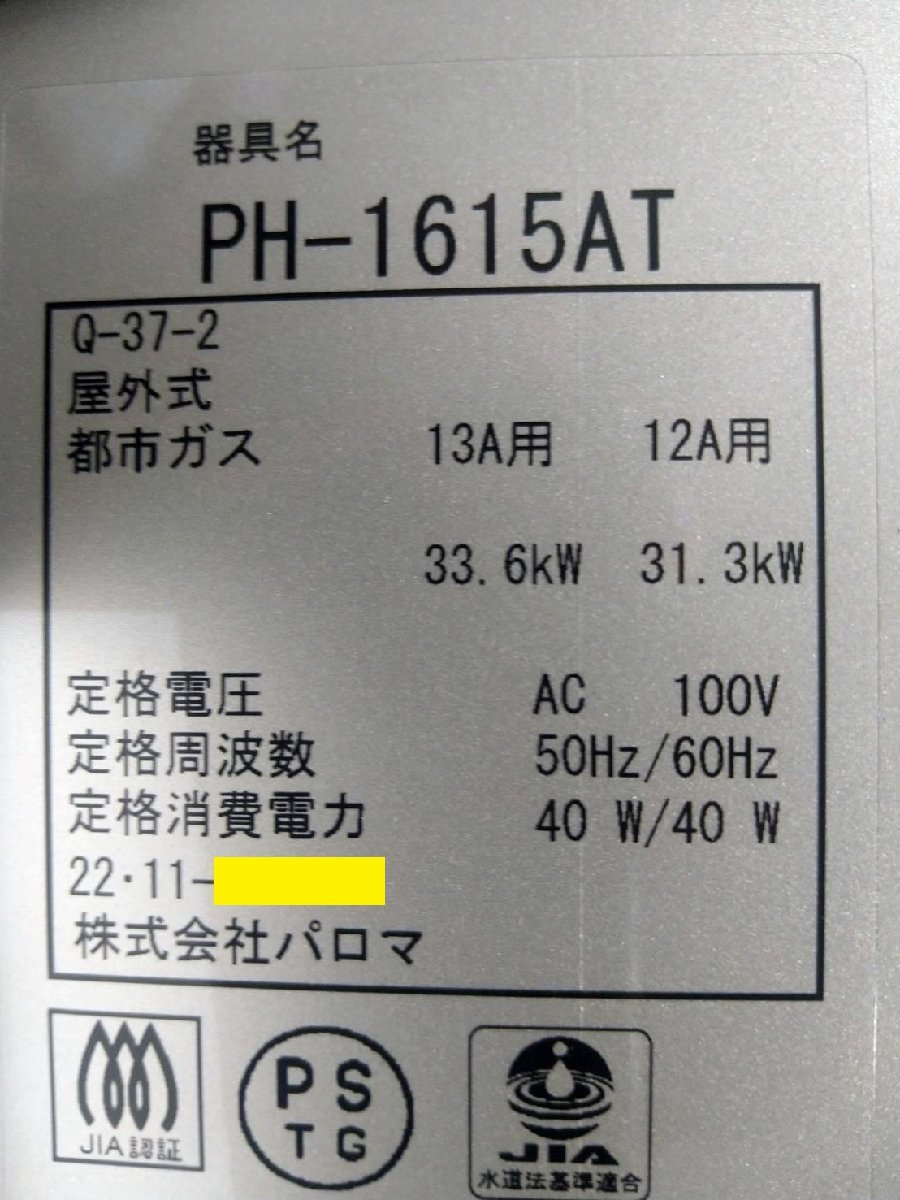 器具名
PH-1615AT
Q-37-2
屋外式
都市ガス 13A用 12A用
33.6kW 31.3kW
定格電圧 AC 100V
定格周波数 50Hz/60Hz
定格消費電力 40 W/40 W
22・11-
株式会社パロマ
JIA認証
PS
TG
JIA
水道法基準適合